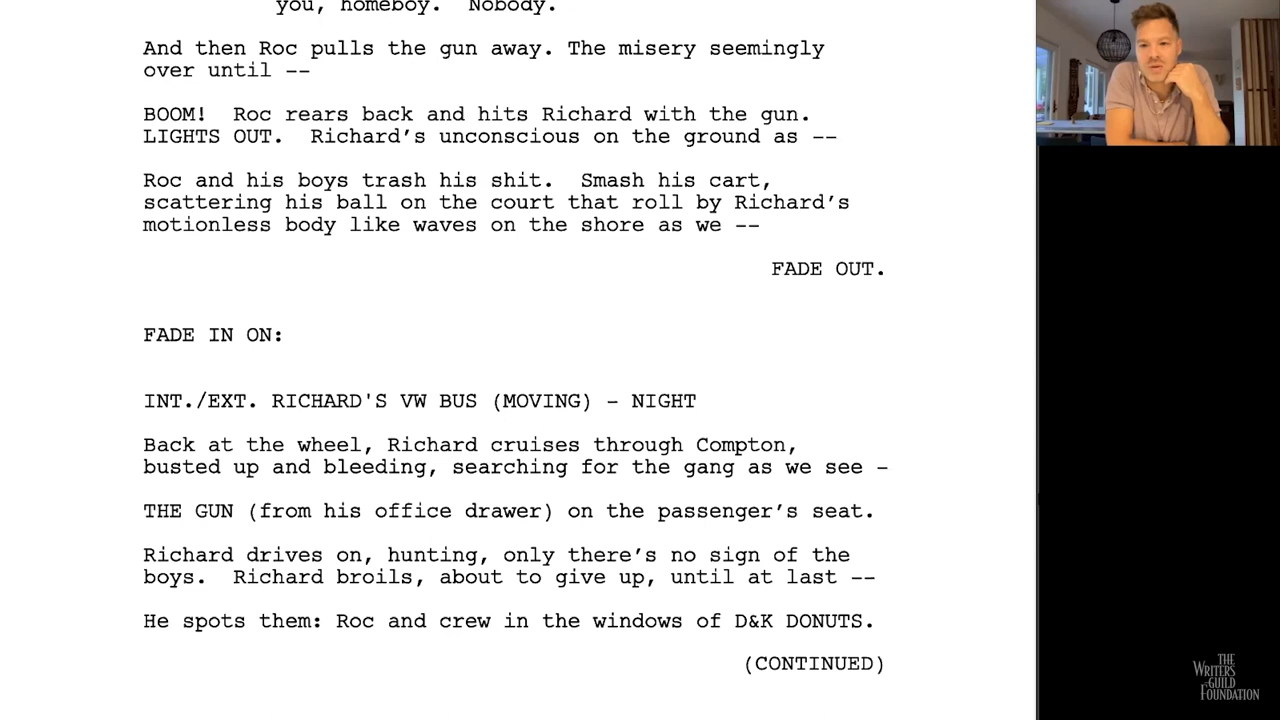 you, homeboy.  Nobody.
And then Roc pulls the gun away. The misery seemingly
over until --
BOOM!  Roc rears back and hits Richard with the gun.
LIGHTS OUT.  Richard's unconscious on the ground as --
Roc and his boys trash his shit.  Smash his cart,
scattering his ball on the court that roll by Richard's
motionless body like waves on the shore as we --
FADE OUT.
FADE IN ON:
INT./EXT. RICHARD'S VW BUS (MOVING) - NIGHT
Back at the wheel, Richard cruises through Compton,
busted up and bleeding, searching for the gang as we see -
THE GUN (from his office drawer) on the passenger's seat.
Richard drives on, hunting, only there's no sign of the
boys.  Richard broils, about to give up, until at last --
He spots them: Roc and crew in the windows of D&K DONUTS.
(CONTINUED)
THE
WRITERS
GUILD
FOUNDATION